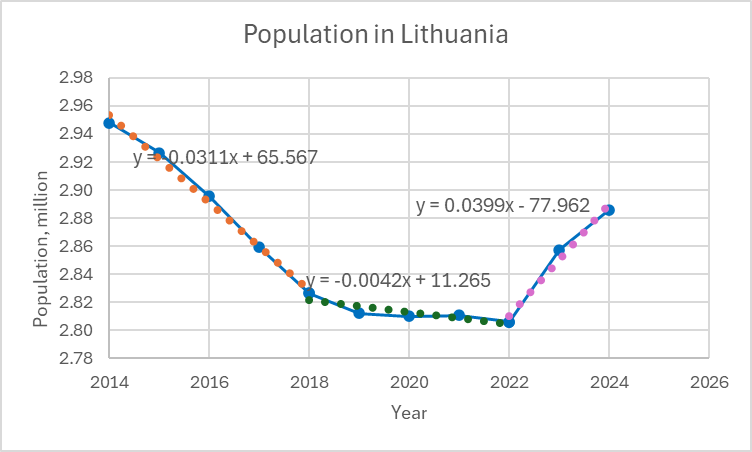 Population in Lithuania
Population, million
2.98
2.96
2.94
2.92
2.90
2.88
2.86
2.84
2.82
2.80
2.78
y = -0.0311x + 65.567
y = 0.0399x - 77.962
y = -0.0042x + 11.265
2014 2016 2018 2020 2022 2024 2026
Year